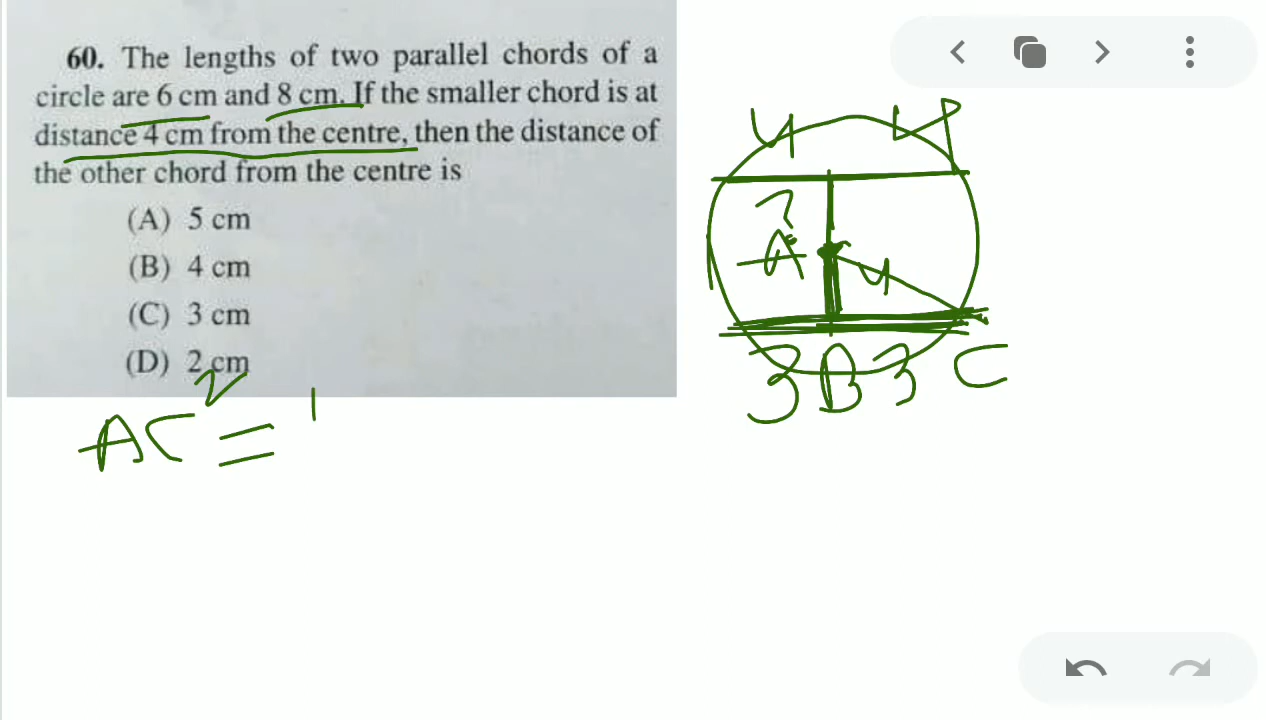 60. The lengths of two parallel chords of a
circle are 6 cm and 8 cm. If the smaller chord is at
distance 4 cm from the centre, then the distance of
the other chord from the centre is
(A) 5 cm
(B) 4 cm
(C) 3 cm
(D) 2 cm
AC² =
4
?
A
4
3 B 3 C